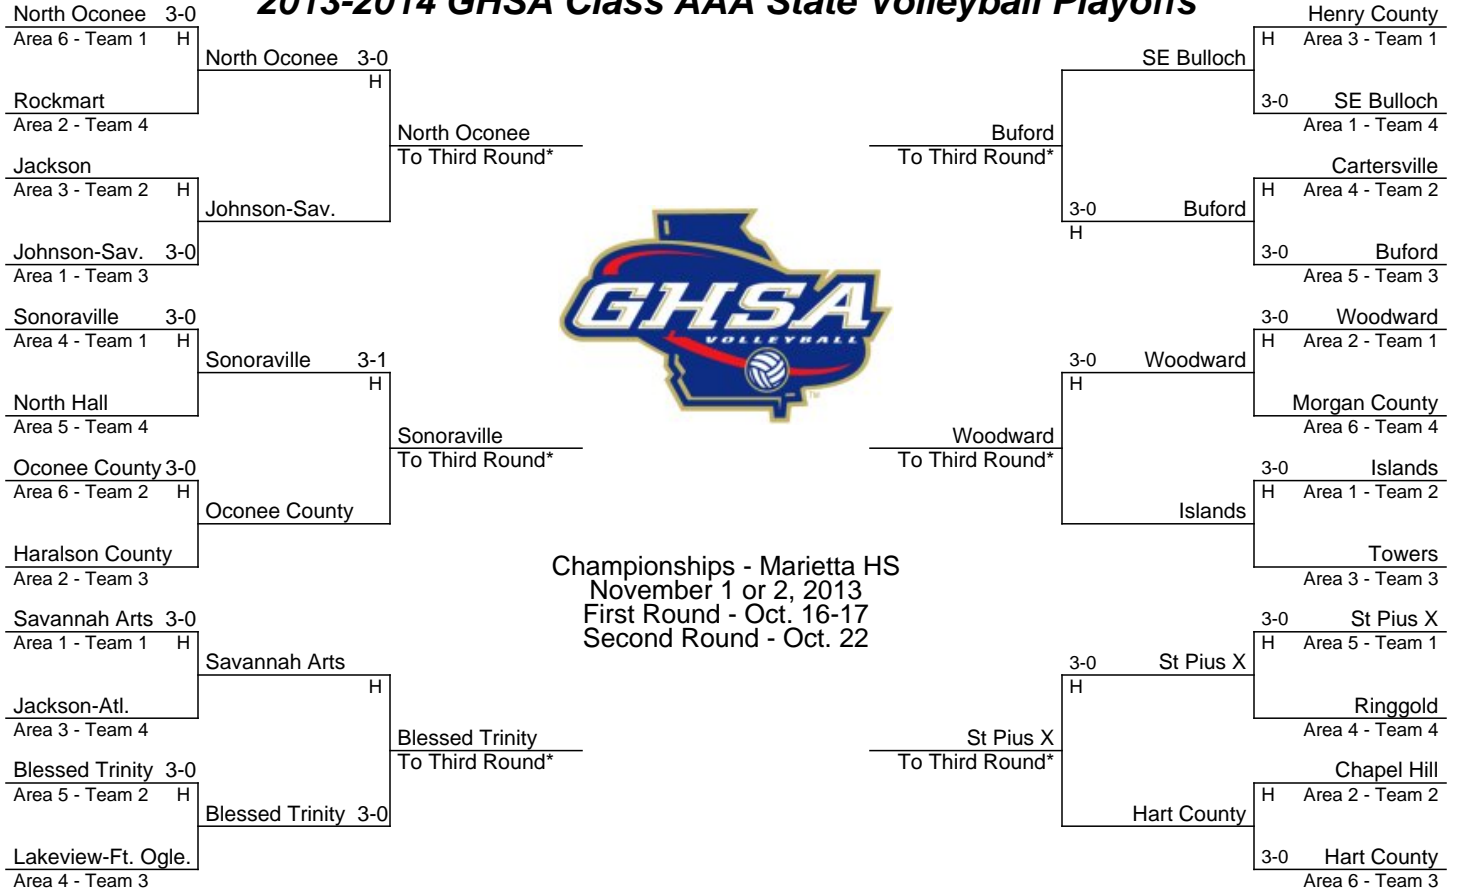 2013-2014 GHSA Class AAA State Volleyball Playoffs
North Oconee 3-0
Area 6 - Team 1 H
North Oconee 3-0
H
Rockmart
Area 2 - Team 4
North Oconee
To Third Round*
Jackson
Area 3 - Team 2 H
Johnson-Sav.
Johnson-Sav. 3-0
Area 1 - Team 3
Sonoraville 3-0
Area 4 - Team 1 H
Sonoraville 3-1
H
North Hall
Area 5 - Team 4
Sonoraville
To Third Round*
Oconee County 3-0
Area 6 - Team 2 H
Oconee County
Haralson County
Area 2 - Team 3
Savannah Arts 3-0
Area 1 - Team 1 H
Savannah Arts
H
Jackson-Atl.
Area 3 - Team 4
Blessed Trinity
To Third Round*
Blessed Trinity 3-0
Area 5 - Team 2 H
Blessed Trinity 3-0
Lakeview-Ft. Ogle.
Area 4 - Team 3
GHSA
VOLLEYBALL
TM
Championships - Marietta HS
November 1 or 2, 2013
First Round - Oct. 16-17
Second Round - Oct. 22
Henry County
H Area 3 - Team 1
SE Bulloch
3-0 SE Bulloch
Area 1 - Team 4
Buford
To Third Round*
Cartersville
H Area 4 - Team 2
3-0 Buford
H
3-0 Buford
Area 5 - Team 3
3-0 Woodward
H Area 2 - Team 1
3-0 Woodward
H
Morgan County
Area 6 - Team 4
Woodward
To Third Round*
3-0 Islands
H Area 1 - Team 2
Islands
Towers
Area 3 - Team 3
3-0 St Pius X
H Area 5 - Team 1
3-0 St Pius X
H
Ringgold
Area 4 - Team 4
St Pius X
To Third Round*
Chapel Hill
H Area 2 - Team 2
Hart County
3-0 Hart County
Area 6 - Team 3